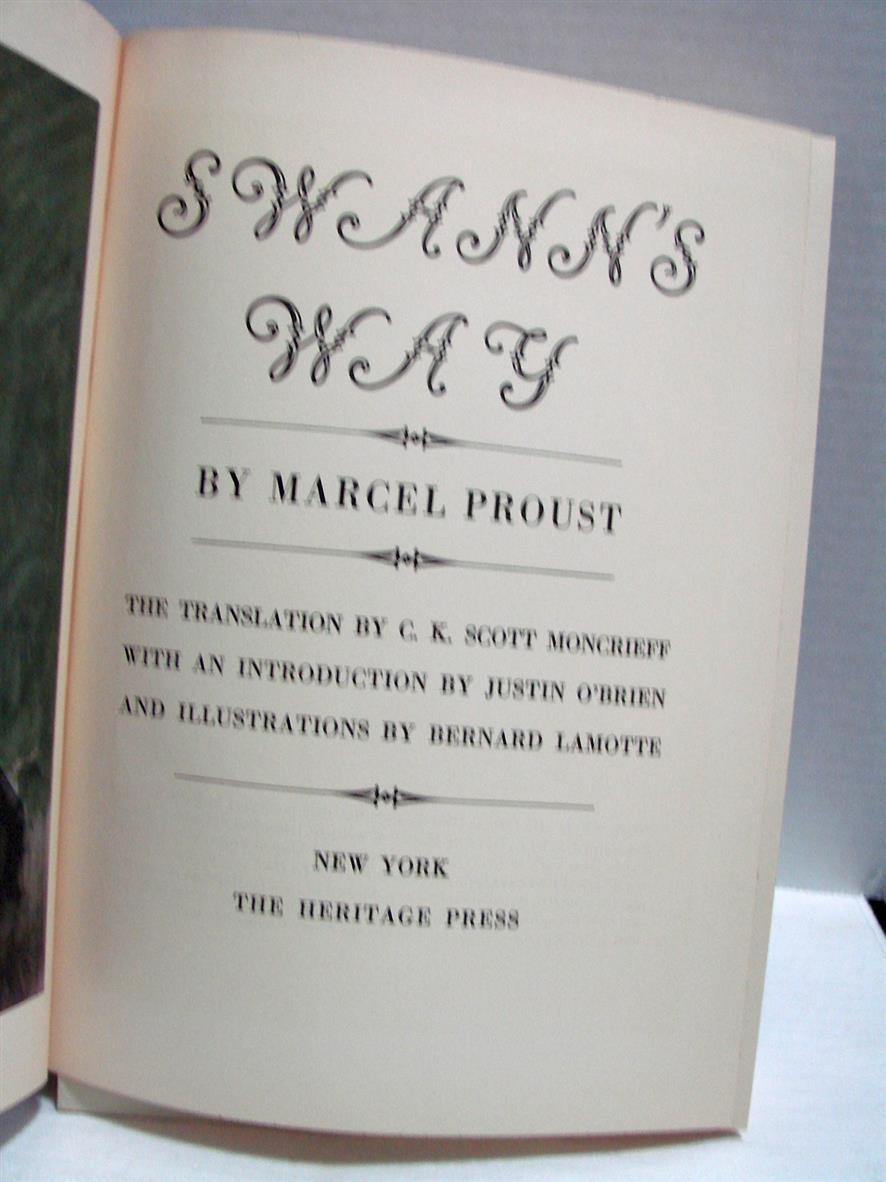 SWANN'S
WAY
BY MARCEL PROUST
THE TRANSLATION BY C. K. SCOTT MONCRIEFF
WITH AN INTRODUCTION BY JUSTIN O'BRIEN
AND ILLUSTRATIONS BY BERNARD LAMOTTE
NEW YORK
THE HERITAGE PRESS